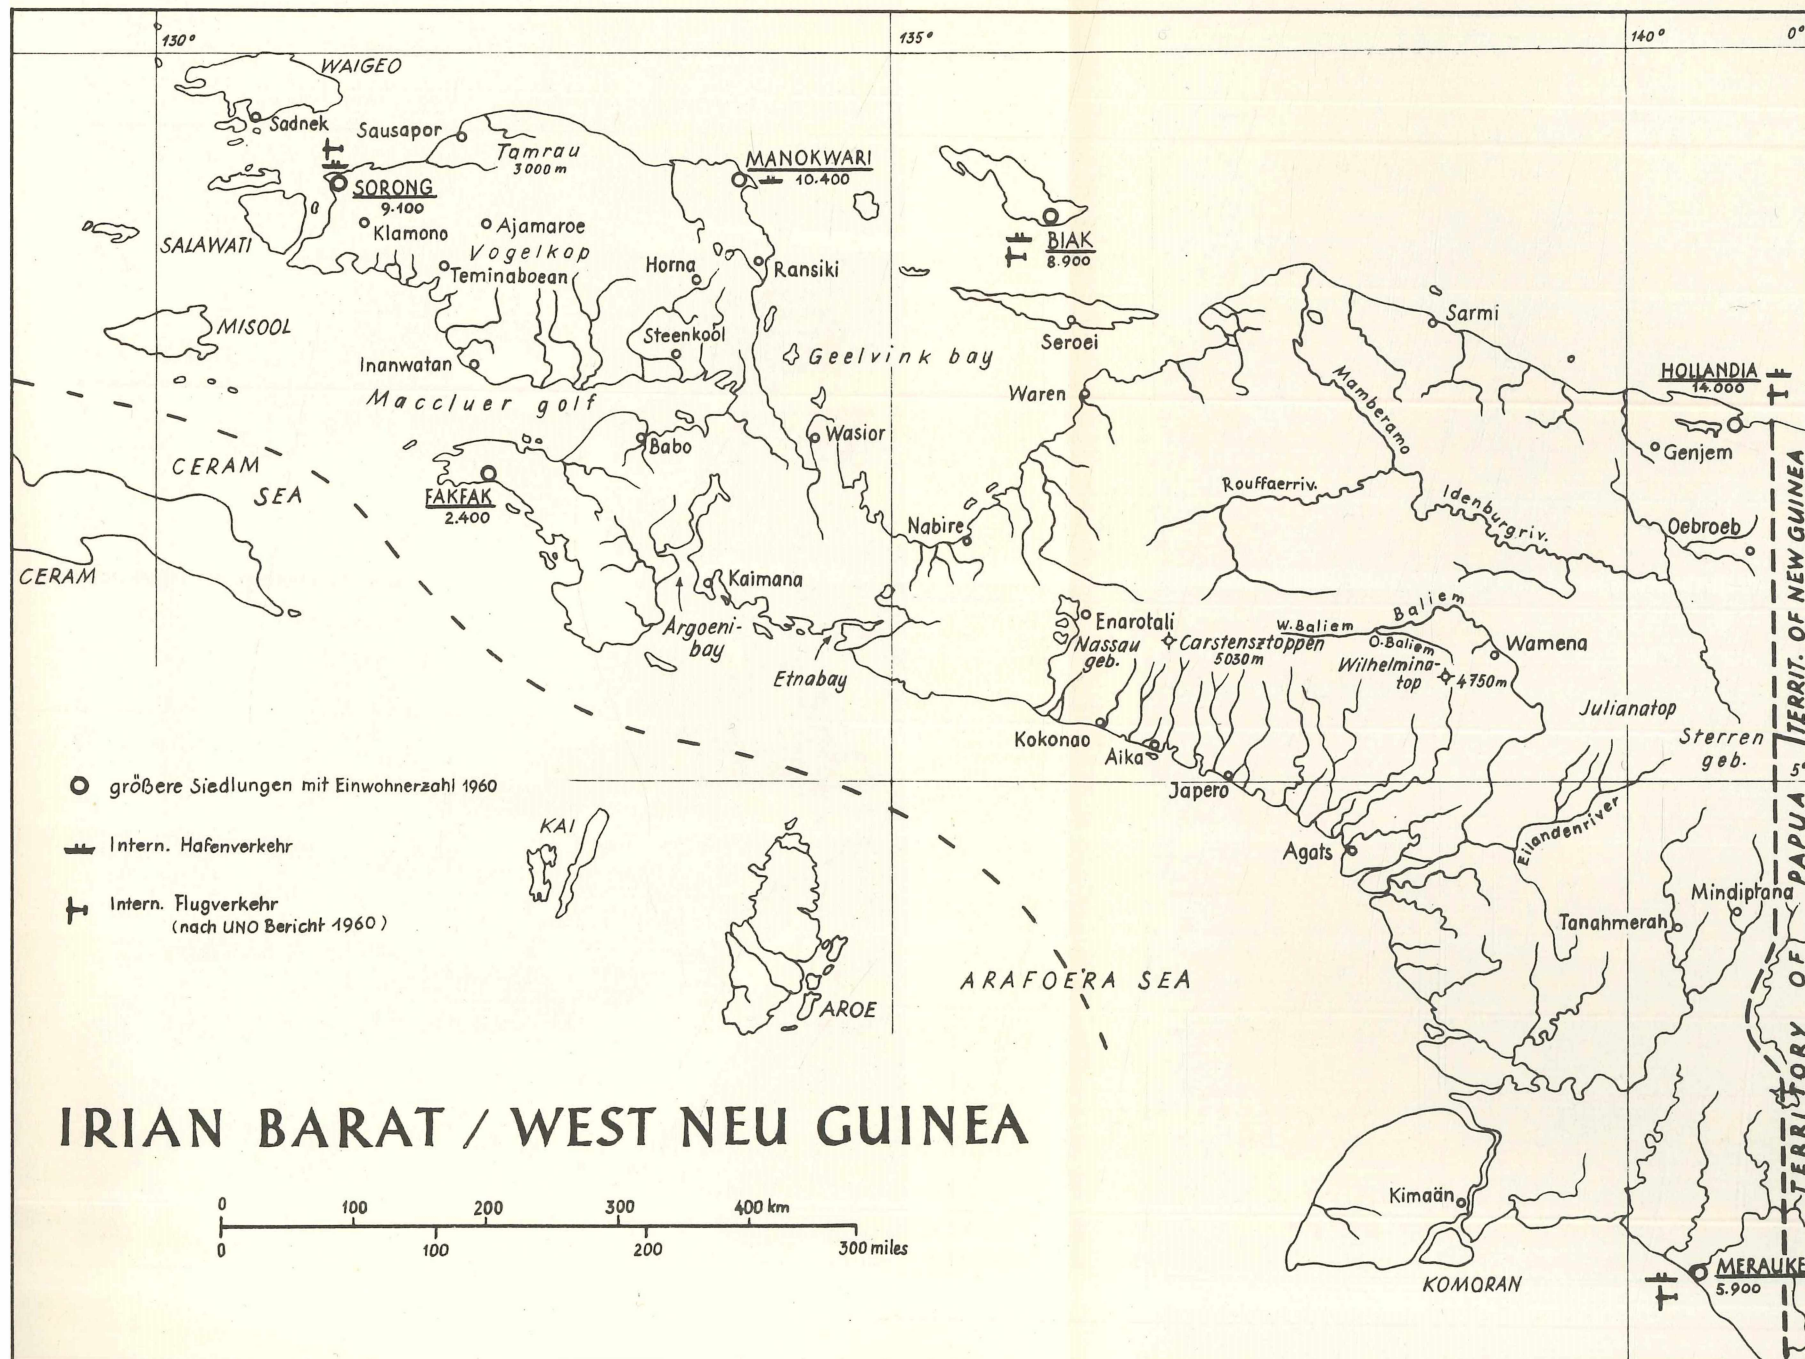 130°
135°
140°
0°
WAIGEO
Sadnek
Sausapor
Tamrau
3000 m
MANOKWARI
10.400
SORONG
9.100
Klamono
Ajamaroe
Vogelkop
SALAWATI
Teminaboean
Horna
Ransiki
BIAK
8.900
MISOOL
Steenkool
Inanwatan
Geelvink bay
Seroei
Sarmi
Maccluer golf
Waren
Mamberamo
HOLLANDIA
14.000
Genjem
CERAM
SEA
Babo
Wasior
FAKFAK
2.400
Rouffaerriv.
Idenburgriv.
Nabire
Oebroeb
CERAM
Kaimana
Argoeni-
bay
Etnabay
Enarotali
Nassau
geb.
Carstensztoppen
5030 m
W. Baliem
Baliem
O. Baliem
Wamena
Wilhelmina-
top
4750m
Julianatop
Sterren
geb.
Kokonao
Aika
Japero
5°
größere Siedlungen mit Einwohnerzahl 1960
Intern. Hafenverkehr
Intern. Flugverkehr
(nach UNO Bericht 1960)
KAI
AROE
Agats
Eilandenriver
Mindiptana
Tanahmerah
ARAFOERA SEA
TERRITORY OF PAPUA
TERRIT. OF NEW GUINEA
IRIAN BARAT / WEST NEU GUINEA
0 100 200 300 400 km
0 100 200 300 miles
Kimaän
KOMORAN
MERAUKE
5.900